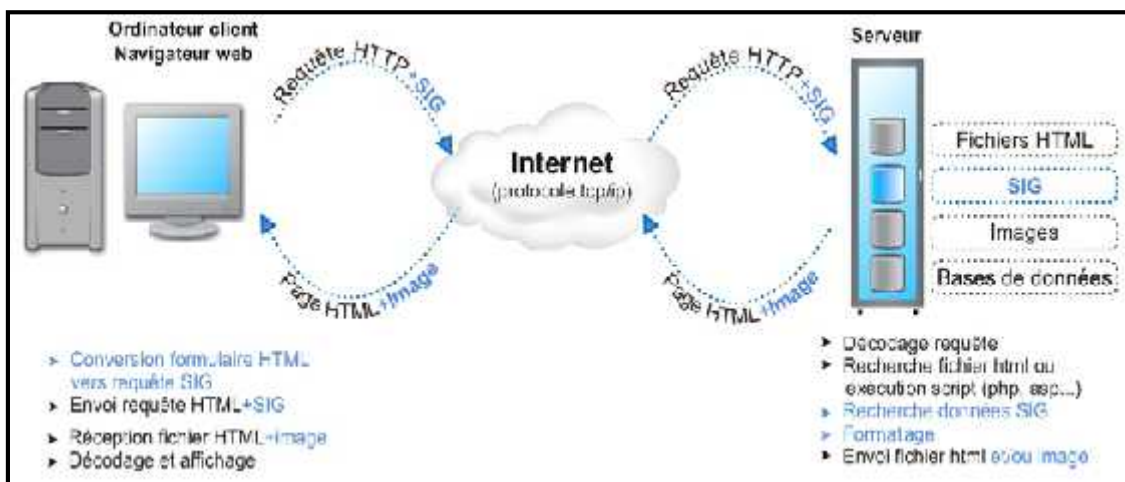 Ordinateur client
Navigateur web
Requête HTTP+SIG
Page HTML+Image
Internet
(protocole tcp/ip)
Requête HTTP+SIG
Page HTML+Image
Serveur
Fichiers HTML
SIG
Images
Bases de données
➤ Conversion formulaire HTML
vers requête SIG
➤ Envoi requête HTML+SIG
➤ Réception fichier HTML+image
➤ Décodage et affichage
➤ Décodage requête
➤ Recherche fichier html ou
exécution script (php, asp...)
➤ Recherche données SIG
➤ Formatage
➤ Envoi fichier html et/ou image